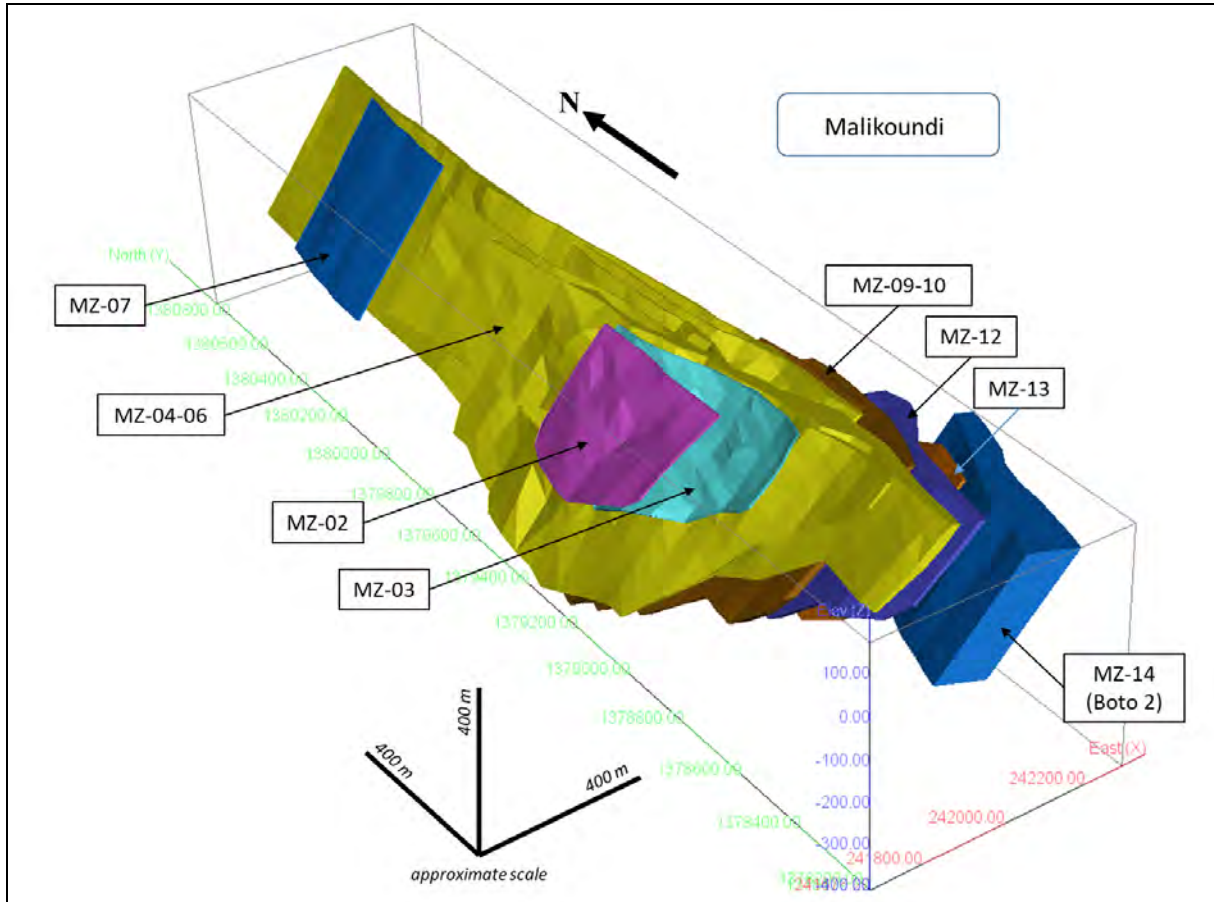 N
Malikoundi
MZ-09-10
MZ-12
MZ-13
North (Y)
MZ-07
1380800.00
1380600.00
1380400.00
MZ-04-06
1380200.00
1380000.00
1379800.00
MZ-02
1379600.00
1379400.00
MZ-03
1379200.00
Elev (Z)
1379000.00
100.00
MZ-14
(Boto 2)
400 m
400 m
400 m
1378800.00
0.00
East (X)
1378600.00
-100.00
242200.00
-200.00
242000.00
1378400.00
-300.00
241800.00
approximate scale